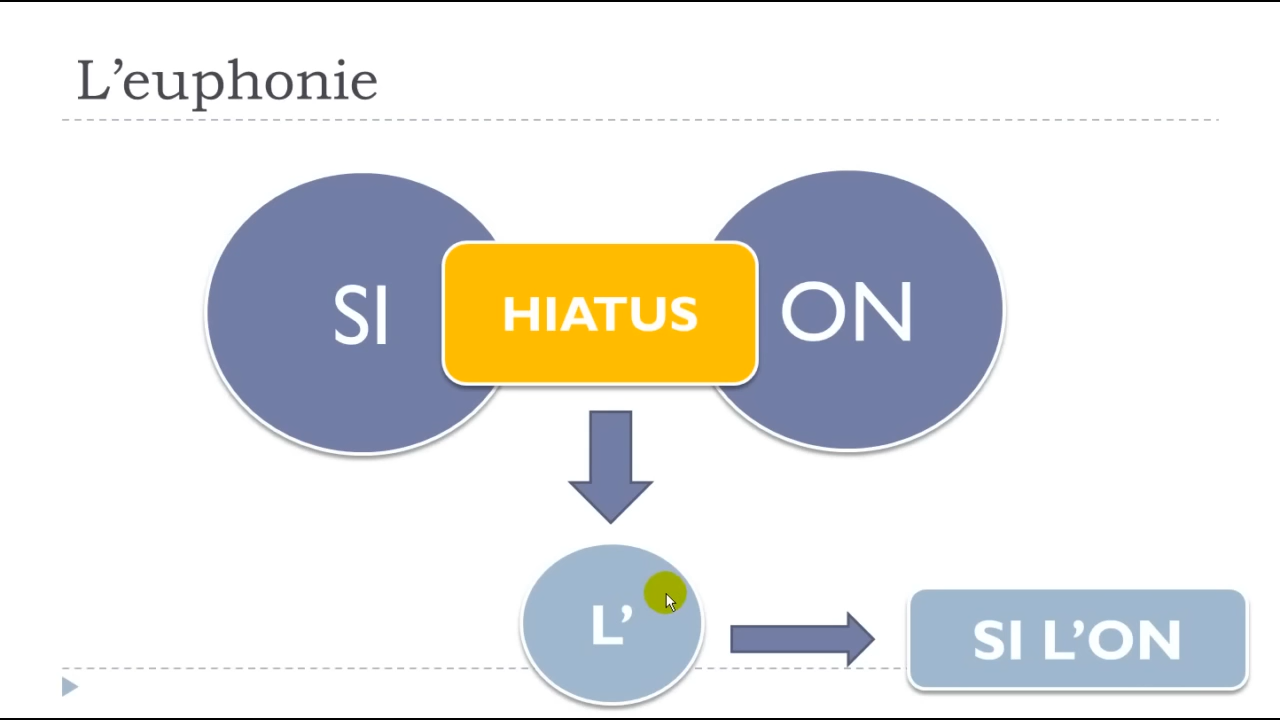 L’euphonie
SI
HIATUS
ON
L’
SI L’ON